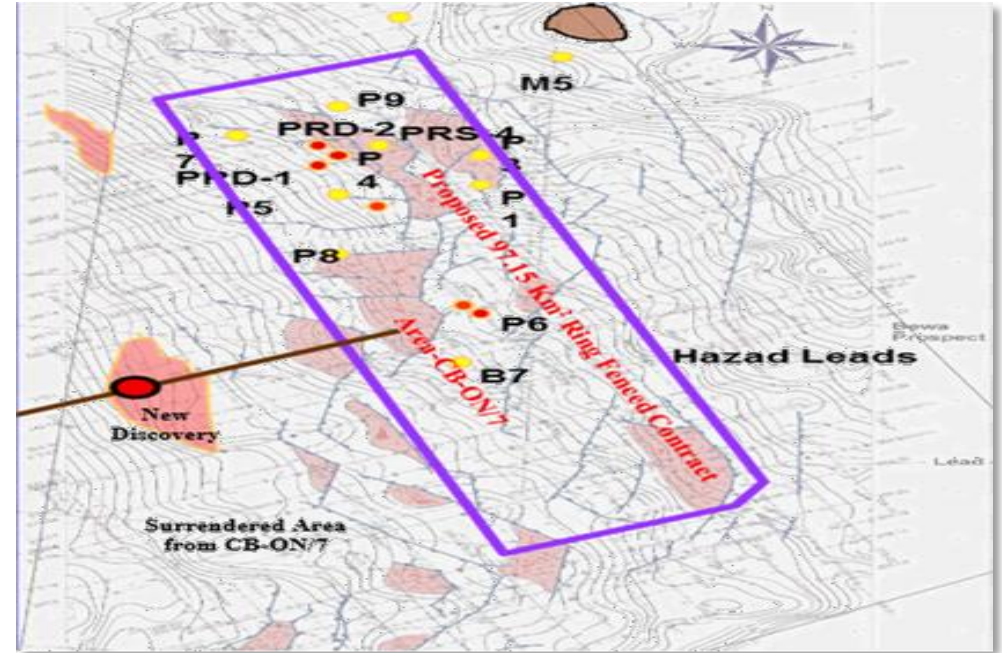 M5
P9
PRD-2
PRS-4
P
7
P
4
P
3
PRD-1
P5
P
1
P8
P6
B7
Proposed 97.15 Km² Ring Fenced Contract
Area-CB-ON/7
Hazad Leads
Bewa
Prospect
Lead
New
Discovery
Surrendered Area
from CB-ON/7
N